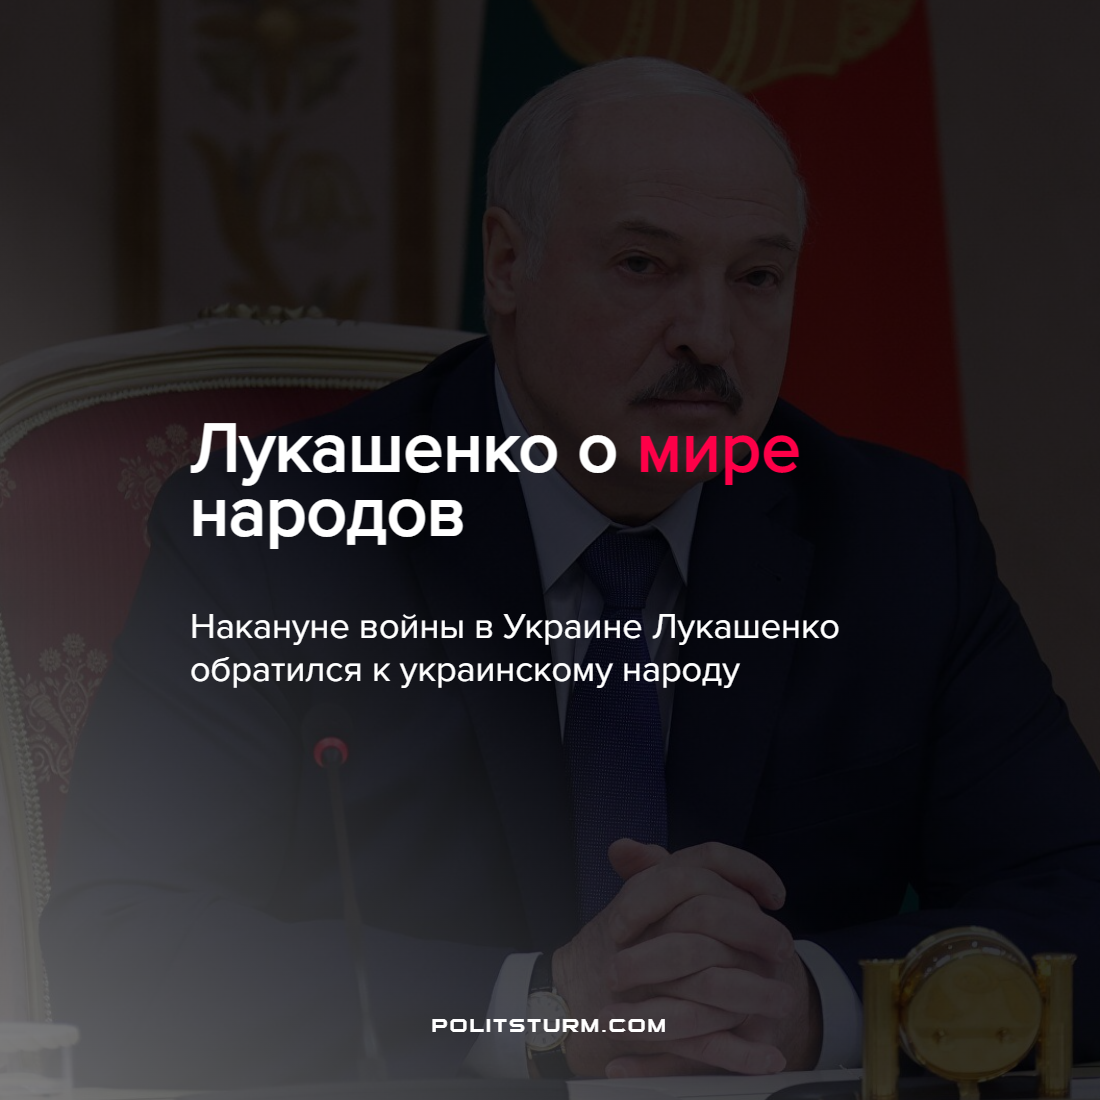 Лукашенко о мире
народов
Накануне войны в Украине Лукашенко
обратился к украинскому народу
POLITSTURM.COM